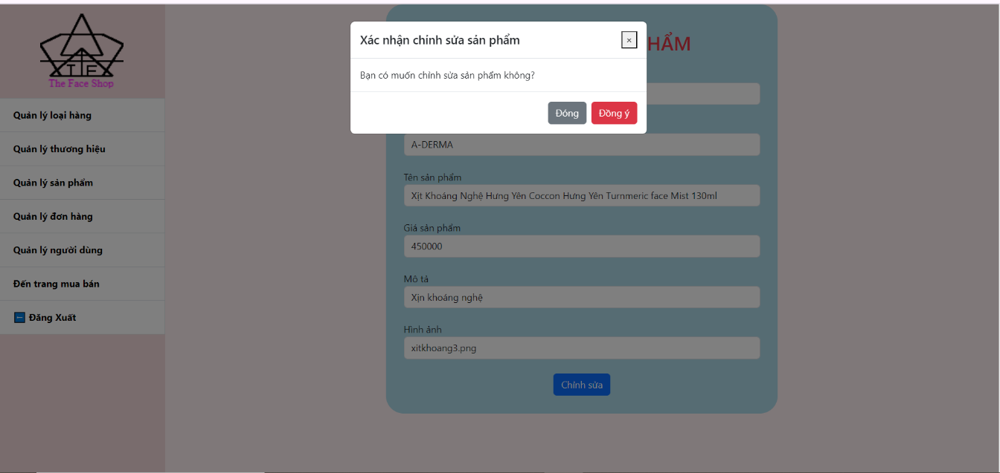 The Face Shop
Quản lý loại hàng
Quản lý thương hiệu
Quản lý sản phẩm
Quản lý đơn hàng
Quản lý người dùng
Đến trang mua bán
Đăng Xuất
Xác nhận chỉnh sửa sản phẩm
×
Bạn có muốn chỉnh sửa sản phẩm không?
Đóng
Đồng ý
HẨM
A-DERMA
Tên sản phẩm
Xịt Khoáng Nghệ Hưng Yên Coccon Hưng Yên Turnmeric face Mist 130ml
Giá sản phẩm
450000
Mô tả
Xịn khoáng nghệ
Hình ảnh
xitkhoang3.png
Chỉnh sửa